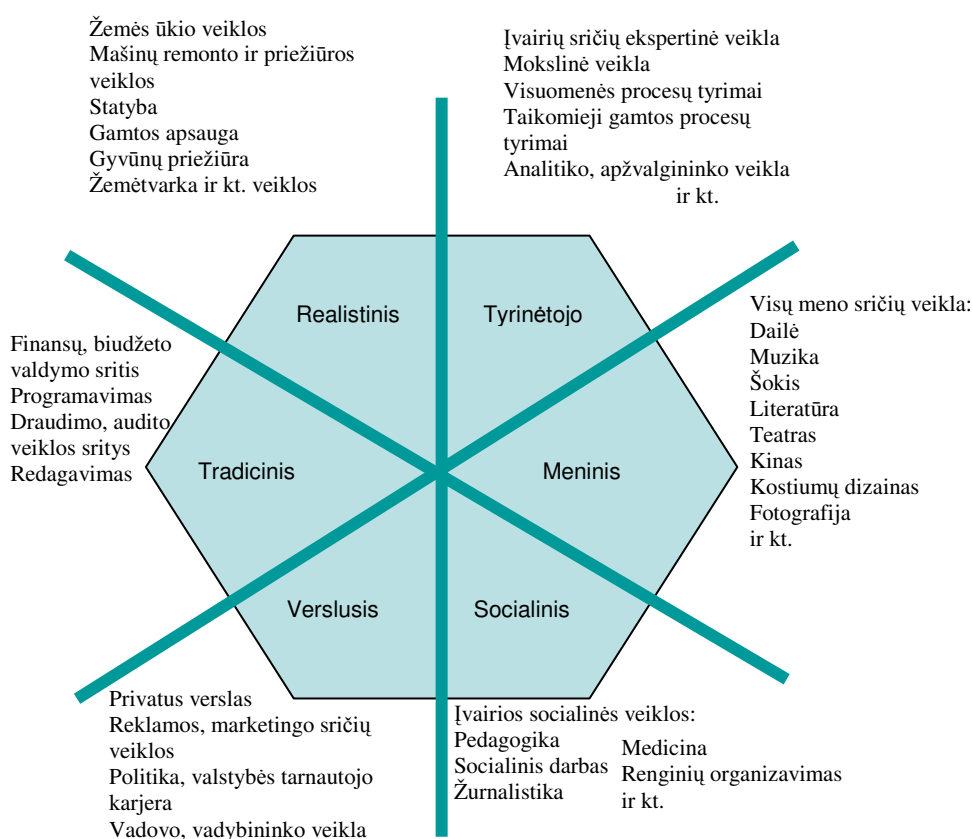 Žemės ūkio veiklos
Mašinų remonto ir priežiūros
veiklos
Statyba
Gamtos apsauga
Gyvūnų priežiūra
Žemėtvarka ir kt. veiklos
Įvairių sričių ekspertinė veikla
Mokslinė veikla
Visuomenės procesų tyrimai
Taikomieji gamtos procesų
tyrimai
Analitiko, apžvalgininko veikla
ir kt.
Realistinis
Tyrinėtojo
Visų meno sričių veikla:
Dailė
Muzika
Šokis
Literatūra
Teatras
Kinas
Kostiumų dizainas
Fotografija
ir kt.
Finansų, biudžeto
valdymo sritis
Programavimas
Draudimo, audito
veiklos sritys
Redagavimas
Tradicinis
Meninis
Verslusis
Socialinis
Privatus verslas
Reklamos, marketingo sričių
veiklos
Politika, valstybės tarnautojo
karjera
Vadovo, vadybininko veikla
Įvairios socialinės veiklos:
Pedagogika
Socialinis darbas
Žurnalistika
Medicina
Renginių organizavimas
ir kt.